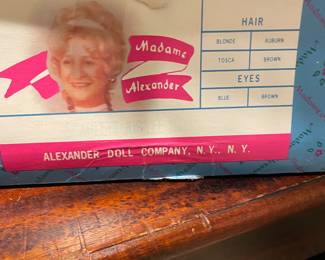 Madame
Alexander
HAIR
BLONDE AUBURN
TOSCA BROWN
EYES
BLUE BROWN
ALEXANDER DOLL COMPANY, N.Y., N.Y.